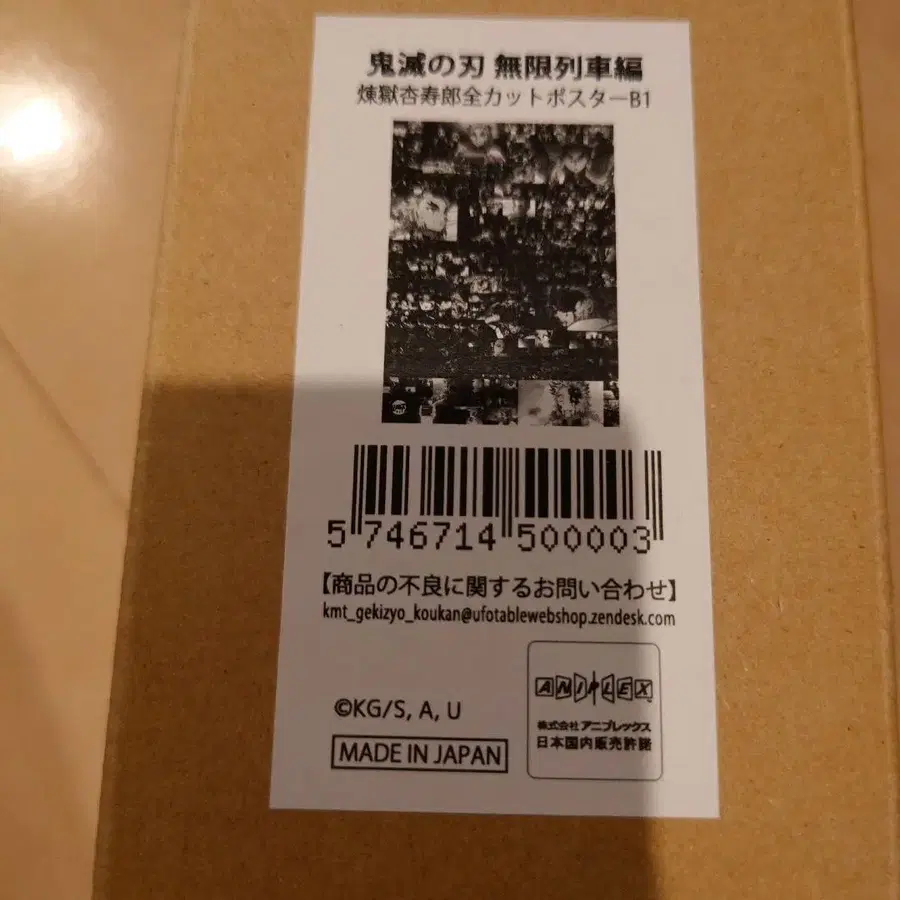 鬼滅の刃 無限列車編
煉獄杏寿郎全カットポスターB1
5 746714 500003
【商品の不良に関するお問い合わせ】
kmt_gekizyo_koukan@ufotablewebshop.zendesk.com
©KG/S, A, U
MADE IN JAPAN
ANIPLEX
株式会社 アニプレックス
日本国内販売許諾